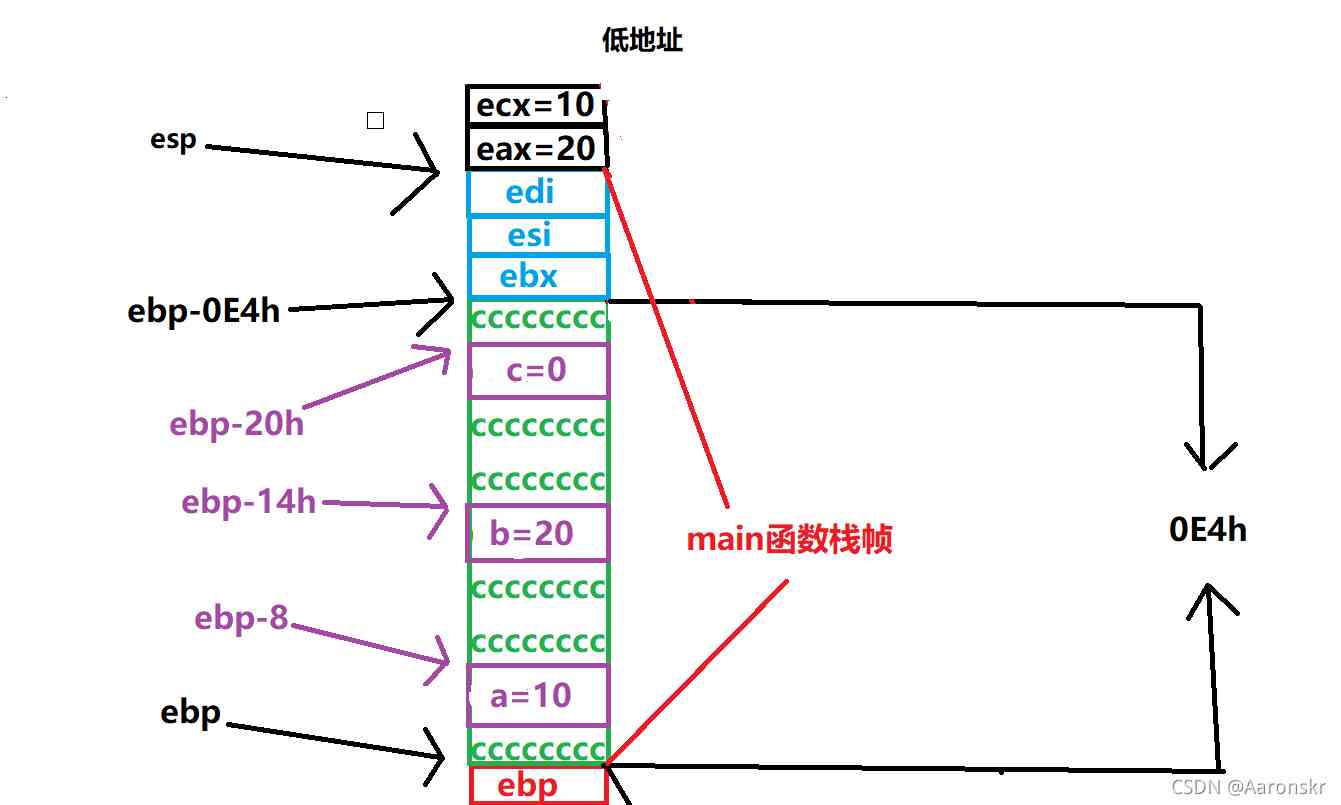 低地址
ecx=10
esp
eax=20
edi
esi
ebx
ebp-0E4h
cccccccc
c=0
ebp-20h
cccccccc
cccccccc
ebp-14h
b=20
main函数栈帧
0E4h
cccccccc
ebp-8
cccccccc
a=10
ebp
cccccccc
ebp
CSDN @Aaronskr